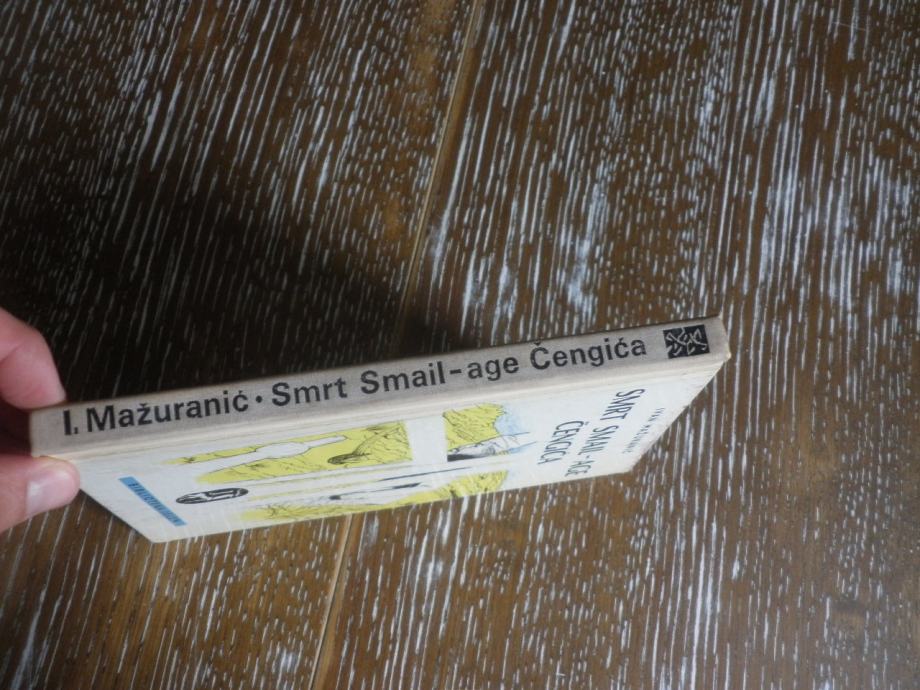 I. Mažuranić · Smrt Smail-age Čengića
SMRT SMAIL-AGE
ČENGIĆA